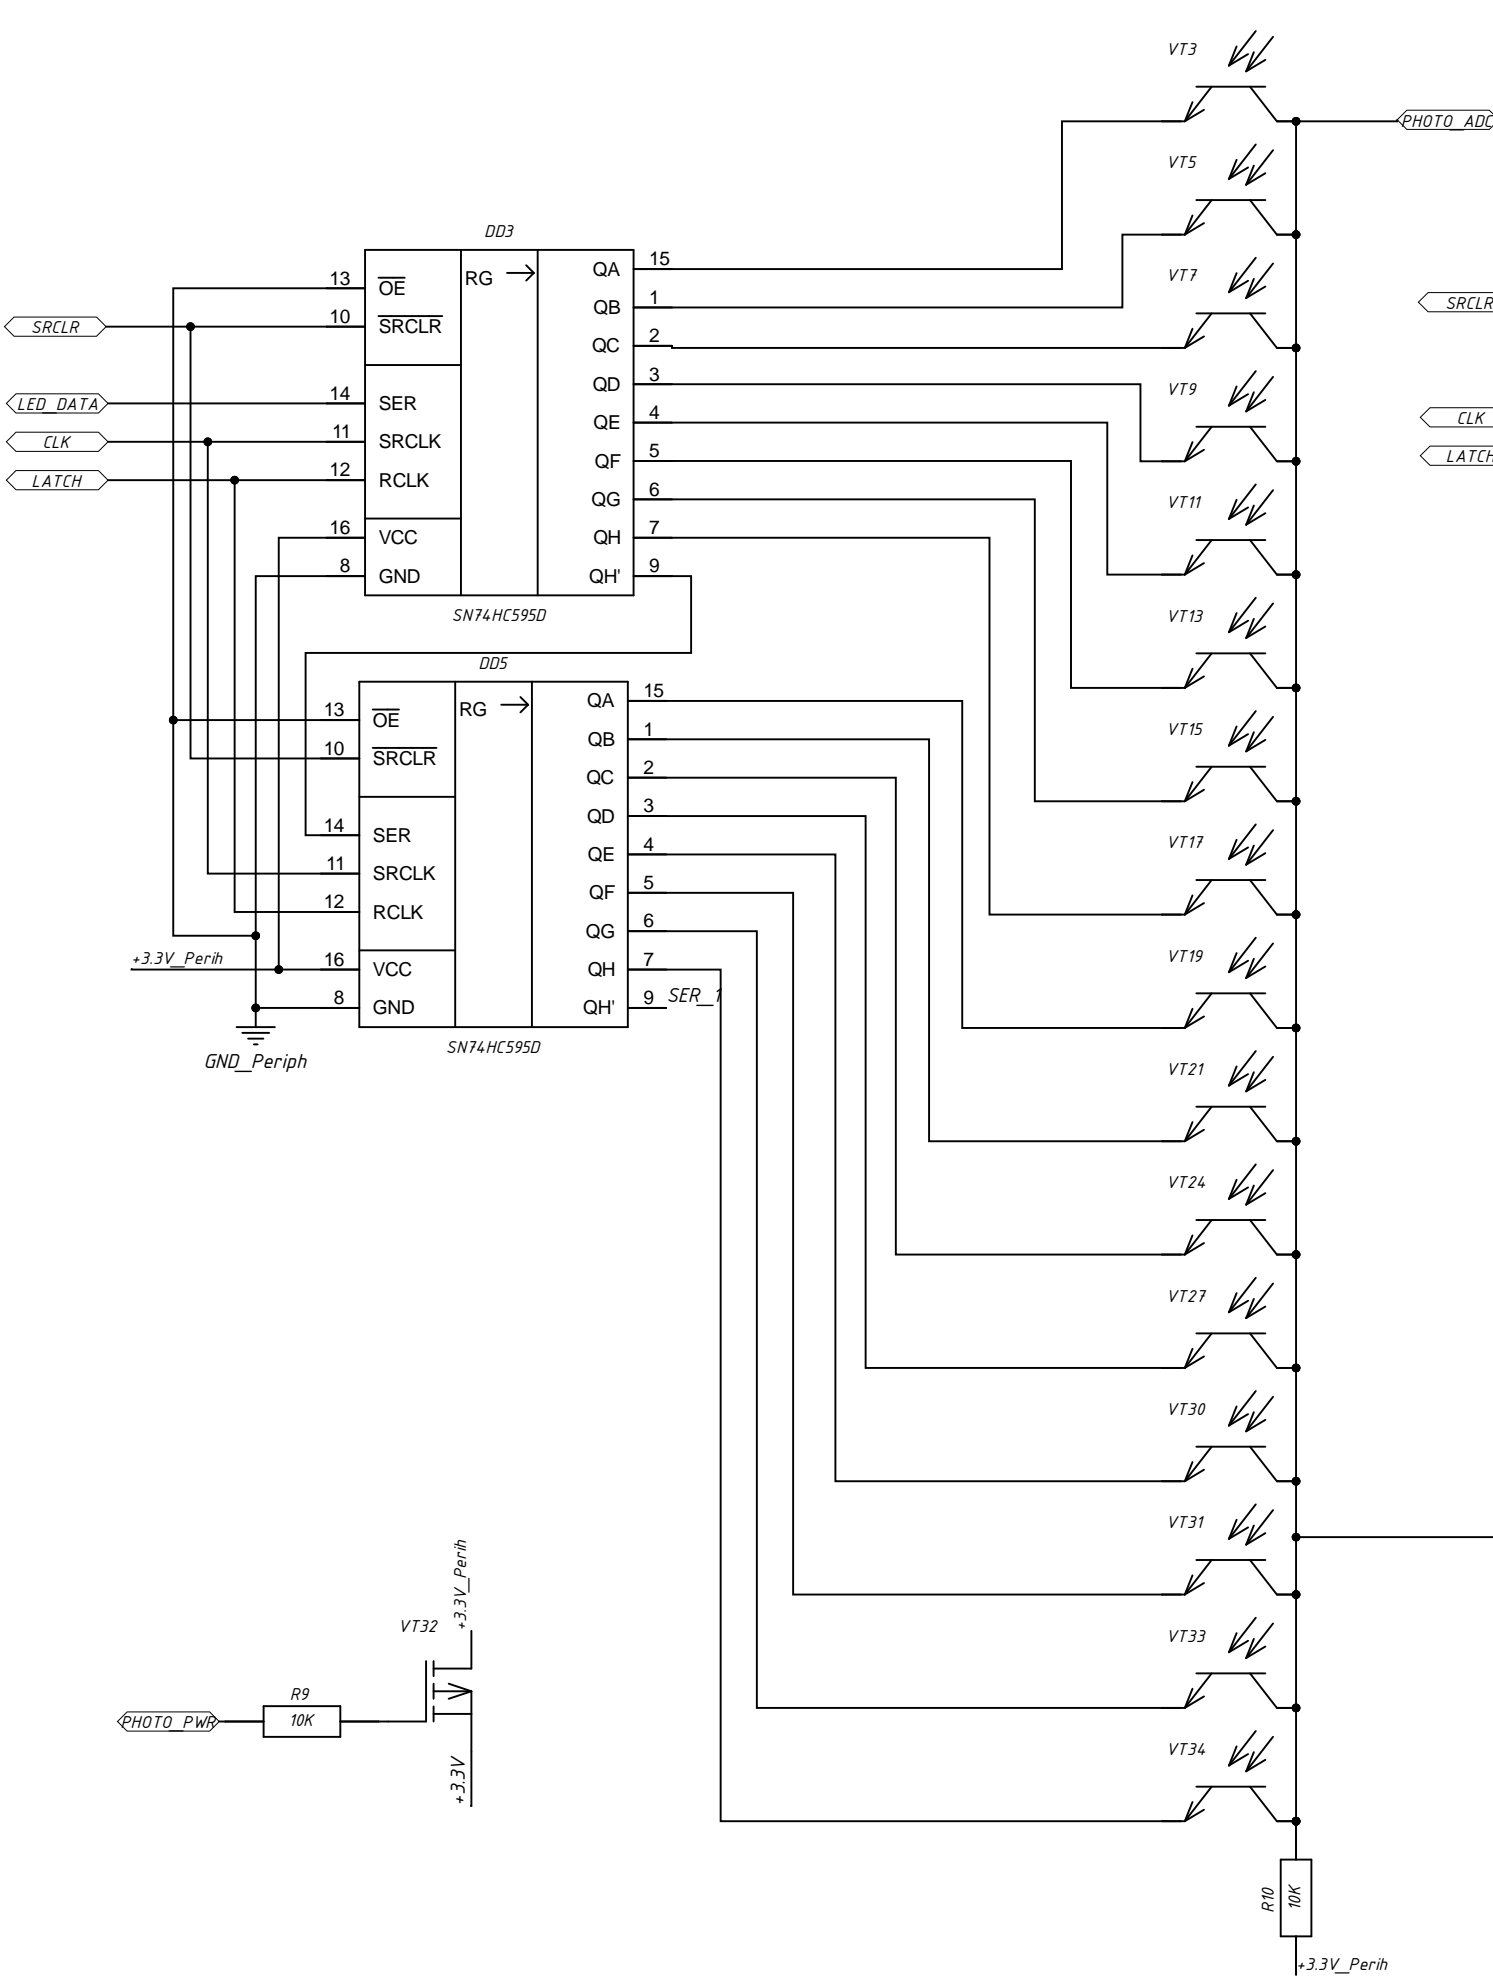 VT3
PHOTO_ADC
VT5
DD3
13 OE RG QA 15
VT7
10 SRCLR QB 1
SRCLR
SRCLR
QC 2
14 SER QD 3
VT9
LED_DATA
11 SRCLK QE 4
CLK
CLK
12 RCLK QF 5
LATCH
LATCH
QG 6
VT11
16 VCC QH 7
8 GND QH' 9
SN74HC595D
VT13
DD5
13 OE RG QA 15
10 SRCLR QB 1
VT15
QC 2
14 SER QD 3
11 SRCLK QE 4
VT17
12 RCLK QF 5
QG 6
+3.3V_Perih
16 VCC QH 7
VT19
8 GND QH' 9 SER_1
SN74HC595D
GND_Periph
VT21
VT24
VT27
VT30
VT31
+3.3V_Perih
VT32
VT33
R9
PHOTO_PWR
10K
+3.3V
VT34
R10
10K
+3.3V_Perih